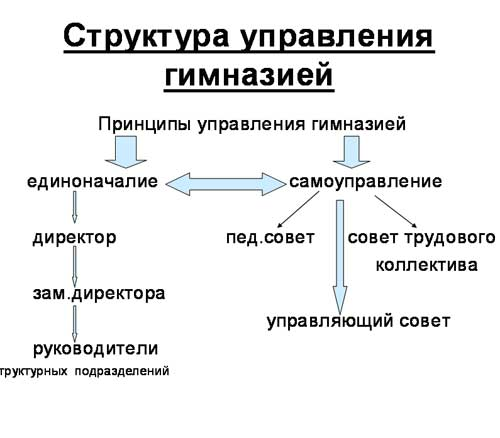 Структура управления
гимназией
Принципы управления гимназией
единоначалие
самоуправление
директор
пед.совет
совет трудового
коллектива
зам.директора
управляющий совет
руководители
труктурных подразделений